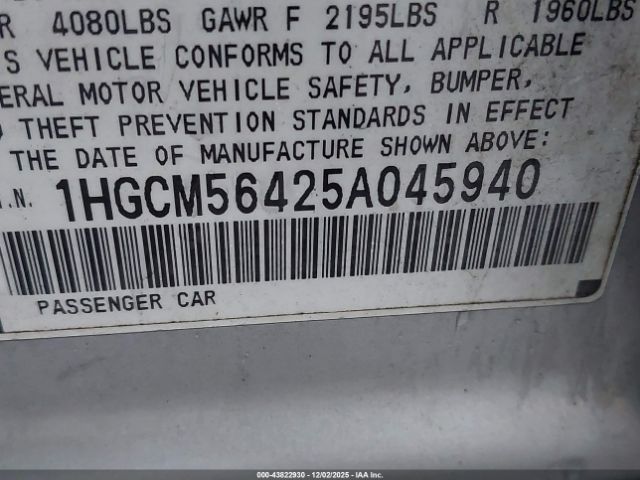 R 4080LBS GAWR F 2195LBS R 1960LBS
S VEHICLE CONFORMS TO ALL APPLICABLE
ERAL MOTOR VEHICLE SAFETY, BUMPER,
THEFT PREVENTION STANDARDS IN EFFECT
THE DATE OF MANUFACTURE SHOWN ABOVE:
.N. 1HGCM56425A045940
PASSENGER CAR
000-43822930 - 12/02/2025 - IAA Inc.